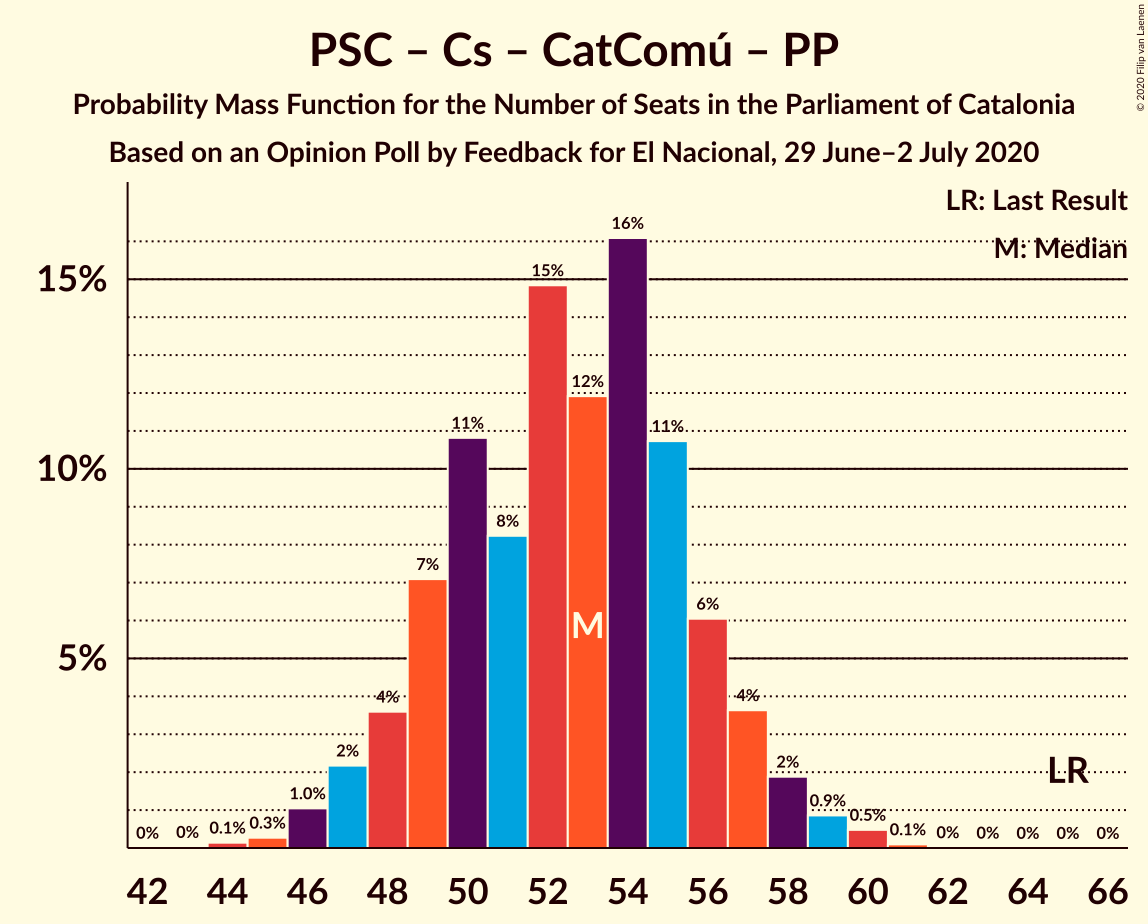 PSC – Cs – CatComú – PP
Probability Mass Function for the Number of Seats in the Parliament of Catalonia
Based on an Opinion Poll by Feedback for El Nacional, 29 June–2 July 2020
© 2020 Filip van Laenen
LR: Last Result
M: Median
15%
10%
5%
0% 0% 0.1% 0.3% 1.0% 2% 4% 7% 11% 8% 15% 12% 16% 11% 6% 4% 2% 0.9% 0.5% 0.1% 0% 0% 0% 0% 0%
M
LR
42 44 46 48 50 52 54 56 58 60 62 64 66